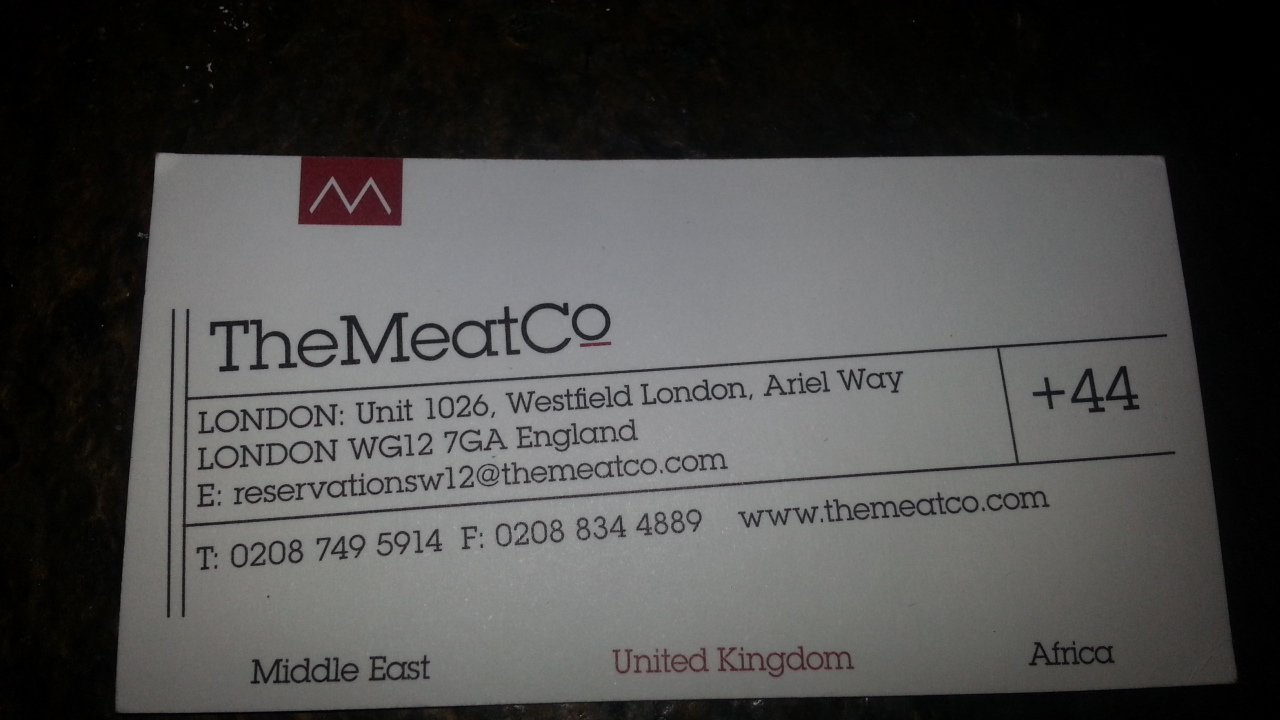 TheMeatCo
LONDON: Unit 1026, Westfield London, Ariel Way
LONDON WG12 7GA England
+44
E: reservationsw12@themeatco.com
T: 0208 749 5914 F: 0208 834 4889 www.themeatco.com
Middle East United Kingdom Africa